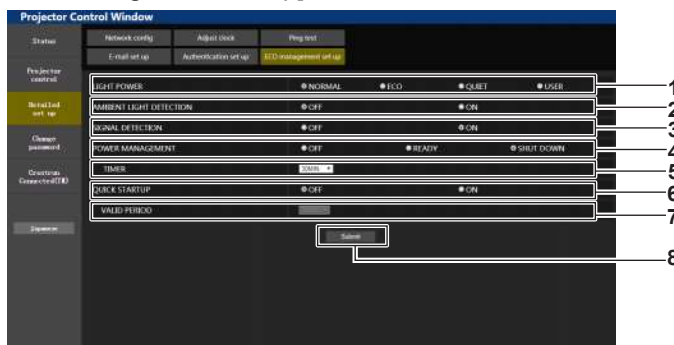 Projector Control Window
Status
Network config
Adjust clock
Ping test
E-mail set up
Authentication set up
ECO management set up
Projector control
Detailed set up
Change password
Crestron Connected(TM)
Japanese
LIGHT POWER NORMAL ECO QUIET USER 1
AMBIENT LIGHT DETECTION OFF ON 2
SIGNAL DETECTION OFF ON 3
POWER MANAGEMENT OFF READY SHUT DOWN 4
TIMER 30MIN. 5
QUICK STARTUP OFF ON 6
VALID PERIOD 7
Submit 8